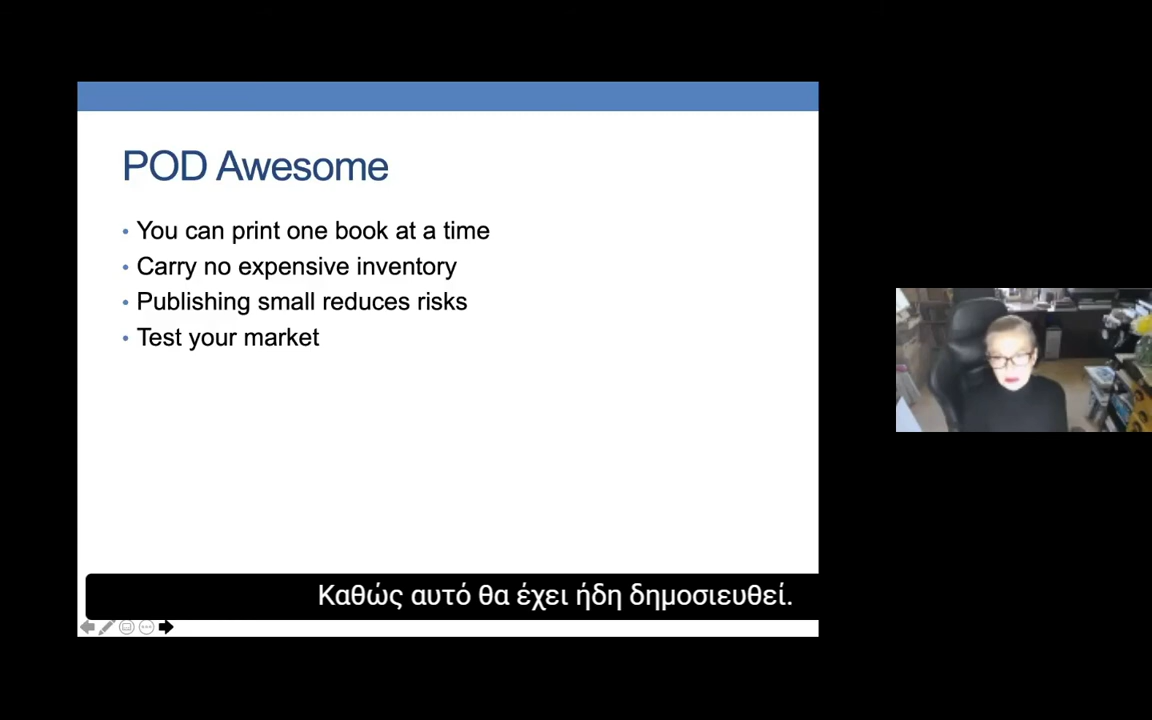 POD Awesome
• You can print one book at a time
• Carry no expensive inventory
• Publishing small reduces risks
• Test your market
Καθώς αυτό θα έχει ήδη δημοσιευθεί.